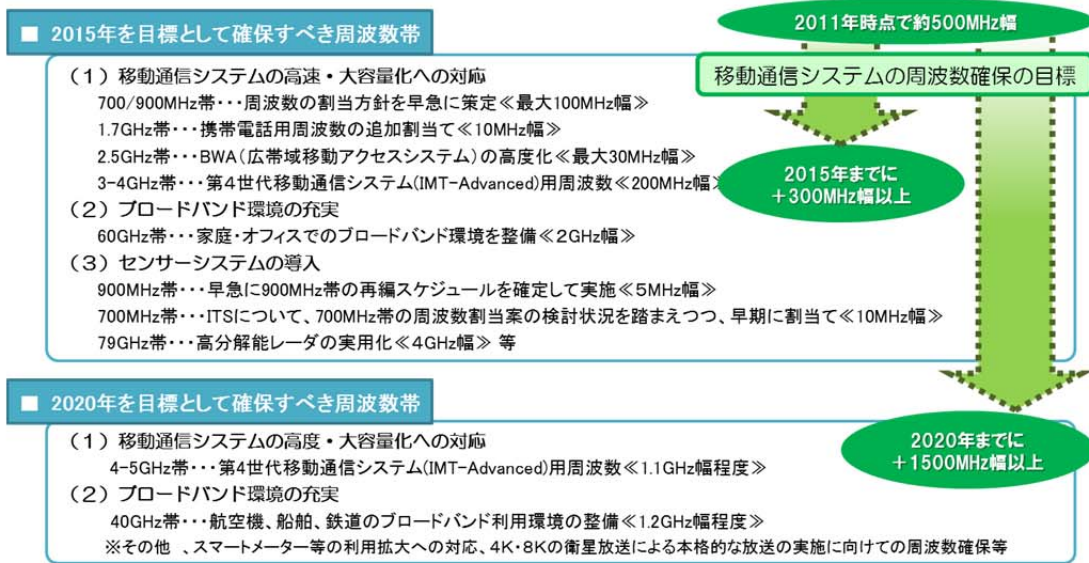 ■ 2015年を目標として確保すべき周波数帯
2011年時点で約500MHz幅
移動通信システムの周波数確保の目標
(1)移動通信システムの高速・大容量化への対応
700/900MHz帯・・・周波数の割当方針を早急に策定≪最大100MHz幅≫
1.7GHz帯・・・携帯電話用周波数の追加割当て≪10MHz幅≫
2.5GHz帯・・・BWA(広帯域移動アクセスシステム)の高度化≪最大30MHz幅≫
3-4GHz帯・・・第4世代移動通信システム(IMT-Advanced)用周波数≪200MHz幅≫
2015年までに
+300MHz幅以上
(2)ブロードバンド環境の充実
60GHz帯・・・家庭・オフィスでのブロードバンド環境を整備≪2GHz幅≫
(3)センサーシステムの導入
900MHz帯・・・早急に900MHz帯の再編スケジュールを確定して実施≪5MHz幅≫
700MHz帯・・・ITSについて、700MHz帯の周波数割当案の検討状況を踏まえつつ、早期に割当て≪10MHz幅≫
79GHz帯・・・高分解能レーダの実用化≪4GHz幅≫ 等
■ 2020年を目標として確保すべき周波数帯
(1)移動通信システムの高度・大容量化への対応
4-5GHz帯・・・第4世代移動通信システム(IMT-Advanced)用周波数≪1.1GHz幅程度≫
2020年までに
+1500MHz幅以上
(2)ブロードバンド環境の充実
40GHz帯・・・航空機、船舶、鉄道のブロードバンド利用環境の整備≪1.2GHz幅程度≫
※その他 、スマートメーター等の利用拡大への対応、4K・8Kの衛星放送による本格的な放送の実施に向けての周波数確保等